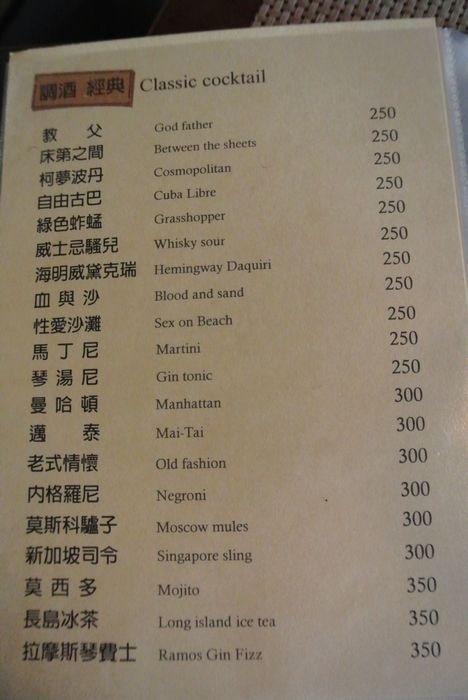 調酒 經典 Classic cocktail
教 父 God father 250
床第之間 Between the sheets 250
柯夢波丹 Cosmopolitan 250
自由古巴 Cuba Libre 250
綠色蚱蜢 Grasshopper 250
威士忌騷兒 Whisky sour 250
海明威黛克瑞 Hemingway Daquiri 250
血 與 沙 Blood and sand 250
性愛沙灘 Sex on Beach 250
馬 丁 尼 Martini 250
琴 湯 尼 Gin tonic 250
曼 哈 頓 Manhattan 300
邁 泰 Mai-Tai 300
老式情懷 Old fashion 300
內格羅尼 Negroni 300
莫斯科驢子 Moscow mules 300
新加坡司令 Singapore sling 300
莫 西 多 Mojito 350
長島冰茶 Long island ice tea 350
拉摩斯琴費士 Ramos Gin Fizz 350